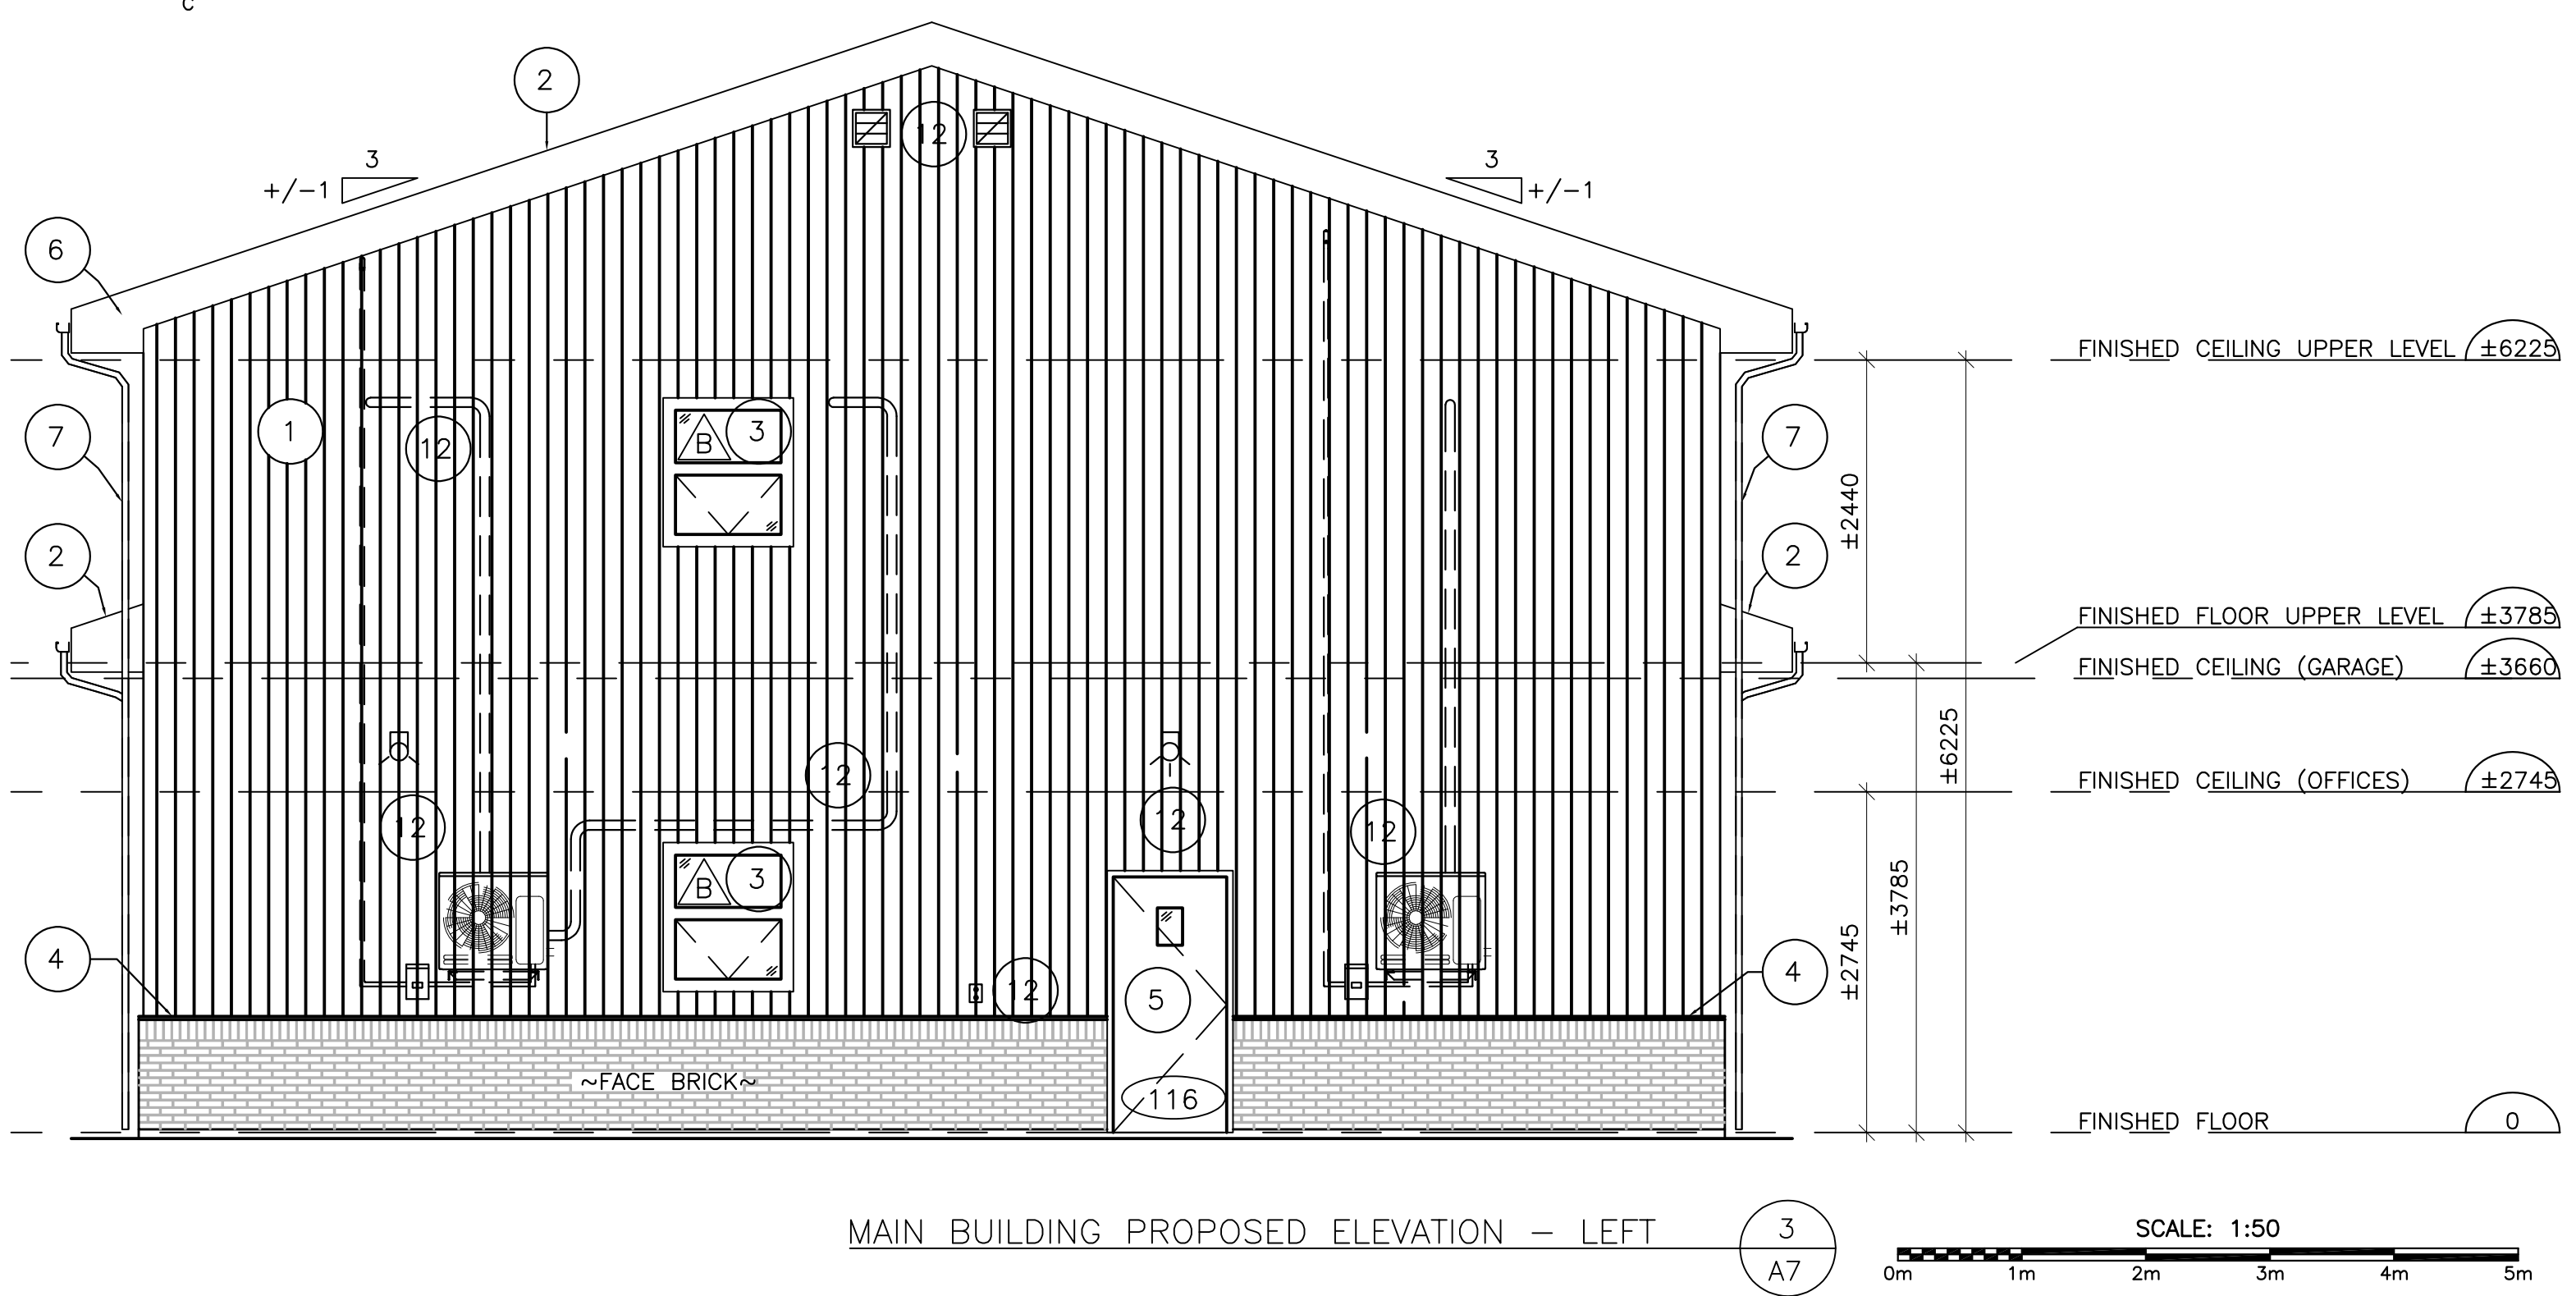 C
2
12
3
+/-1
3
+/-1
6
FINISHED CEILING UPPER LEVEL ±6225
1
12
B 3
7
7
±2440
2
2
FINISHED FLOOR UPPER LEVEL ±3785
FINISHED CEILING (GARAGE) ±3660
±6225
12
FINISHED CEILING (OFFICES) ±2745
12
12
12
B 3
±3785
±2745
4
4
12
5
~FACE BRICK~
116
FINISHED FLOOR 0
MAIN BUILDING PROPOSED ELEVATION – LEFT
3
A7
SCALE: 1:50
0m 1m 2m 3m 4m 5m